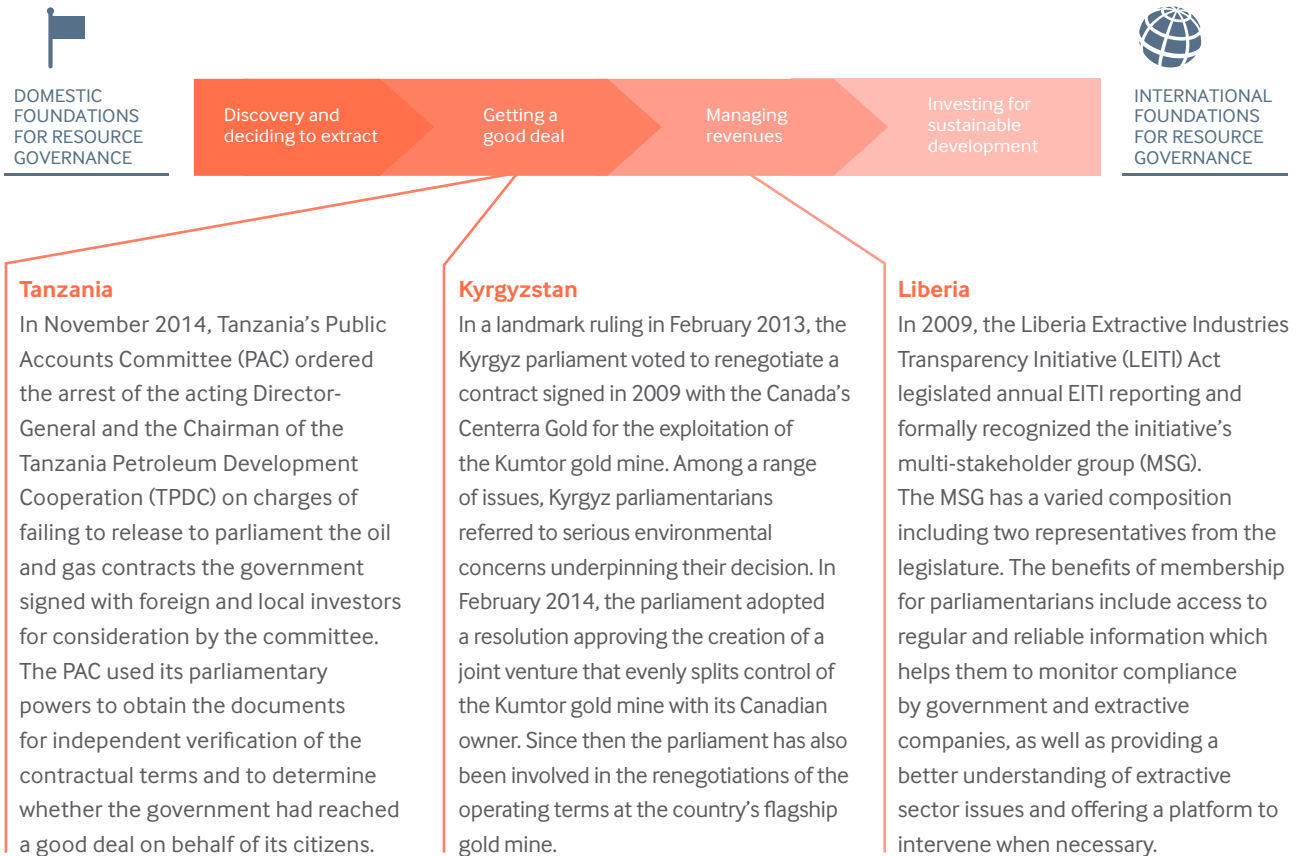 DOMESTIC
FOUNDATIONS
FOR RESOURCE
GOVERNANCE
Discovery and
deciding to extract
Getting a
good deal
Managing
revenues
Investing for
sustainable
development
INTERNATIONAL
FOUNDATIONS
FOR RESOURCE
GOVERNANCE
Tanzania
In November 2014, Tanzania's Public
Accounts Committee (PAC) ordered
the arrest of the acting Director-
General and the Chairman of the
Tanzania Petroleum Development
Cooperation (TPDC) on charges of
failing to release to parliament the oil
and gas contracts the government
signed with foreign and local investors
for consideration by the committee.
The PAC used its parliamentary
powers to obtain the documents
for independent verification of the
contractual terms and to determine
whether the government had reached
a good deal on behalf of its citizens.
Kyrgyzstan
In a landmark ruling in February 2013, the
Kyrgyz parliament voted to renegotiate a
contract signed in 2009 with the Canada's
Centerra Gold for the exploitation of
the Kumtor gold mine. Among a range
of issues, Kyrgyz parliamentarians
referred to serious environmental
concerns underpinning their decision. In
February 2014, the parliament adopted
a resolution approving the creation of a
joint venture that evenly splits control of
the Kumtor gold mine with its Canadian
owner. Since then the parliament has also
been involved in the renegotiations of the
operating terms at the country's flagship
gold mine.
Liberia
In 2009, the Liberia Extractive Industries
Transparency Initiative (LEITI) Act
legislated annual EITI reporting and
formally recognized the initiative's
multi-stakeholder group (MSG).
The MSG has a varied composition
including two representatives from the
legislature. The benefits of membership
for parliamentarians include access to
regular and reliable information which
helps them to monitor compliance
by government and extractive
companies, as well as providing a
better understanding of extractive
sector issues and offering a platform to
intervene when necessary.